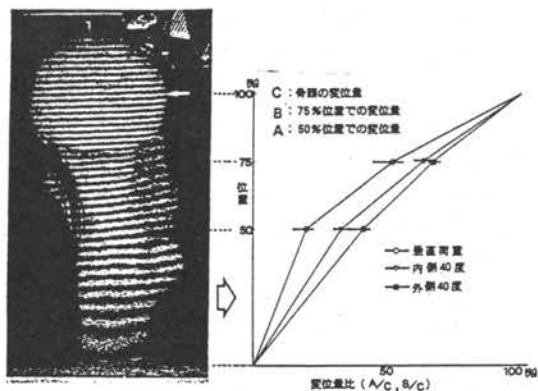 (%)
C：骨頭の変位量
100
B：75%位置での変位量
A：50%位置での変位量
75
位置
50
垂直荷重
内側40度
外側40度
50
100 (%)
変位量比（A/C, B/C）